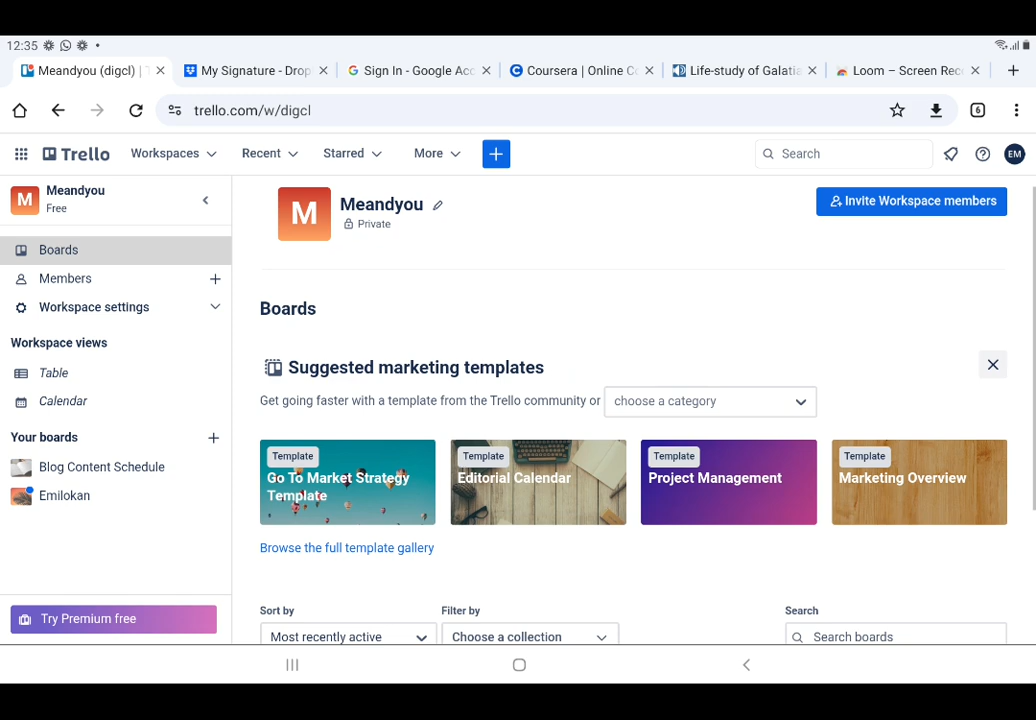 12:35
Meandyou (digcl) | T
My Signature - Drop
Sign In - Google Acc
Coursera | Online Co
Life-study of Galatia
Loom – Screen Rec
trello.com/w/digcl
6
Trello
Workspaces
Recent
Starred
More
Search
EM
M
Meandyou
Free
M
Meandyou
Private
Invite Workspace members
Boards
Members
Workspace settings
Workspace views
Table
Calendar
Your boards
Blog Content Schedule
Emilokan
Try Premium free
Boards
Suggested marketing templates
Get going faster with a template from the Trello community or
choose a category
Template
Go To Market Strategy
Template
Template
Editorial Calendar
Template
Project Management
Template
Marketing Overview
Browse the full template gallery
Sort by
Most recently active
Filter by
Choose a collection
Search
Search boards